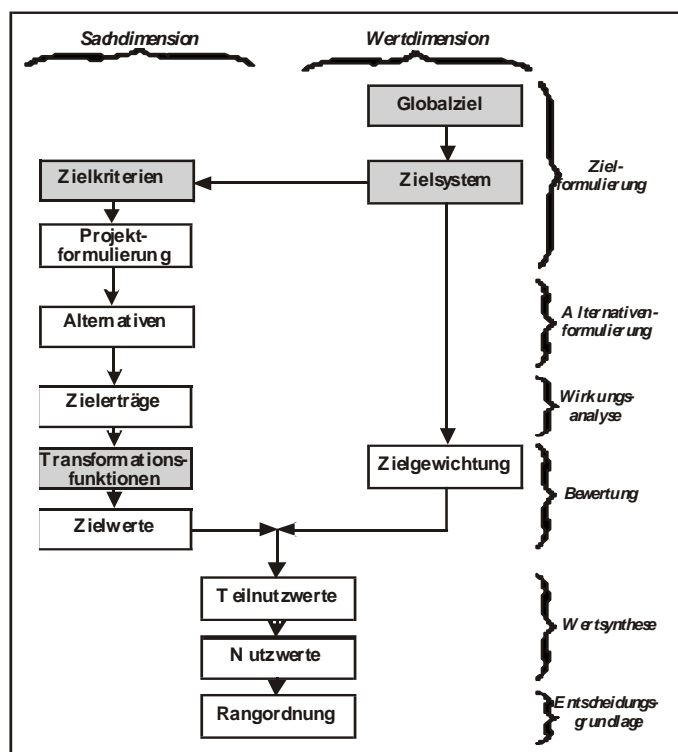 Sachdimension
Wertdimension
Globalziel
Zielkriterien
Zielsystem
Ziel-
formulierung
Projekt-
formulierung
Alternativen
Alternativen-
formulierung
Zielerträge
Wirkungs-
analyse
Transformations-
funktionen
Zielgewichtung
Bewertung
Zielwerte
Teilnutzwerte
Nutzwerte
Wertsynthese
Rangordnung
Entscheidungs-
grundlage